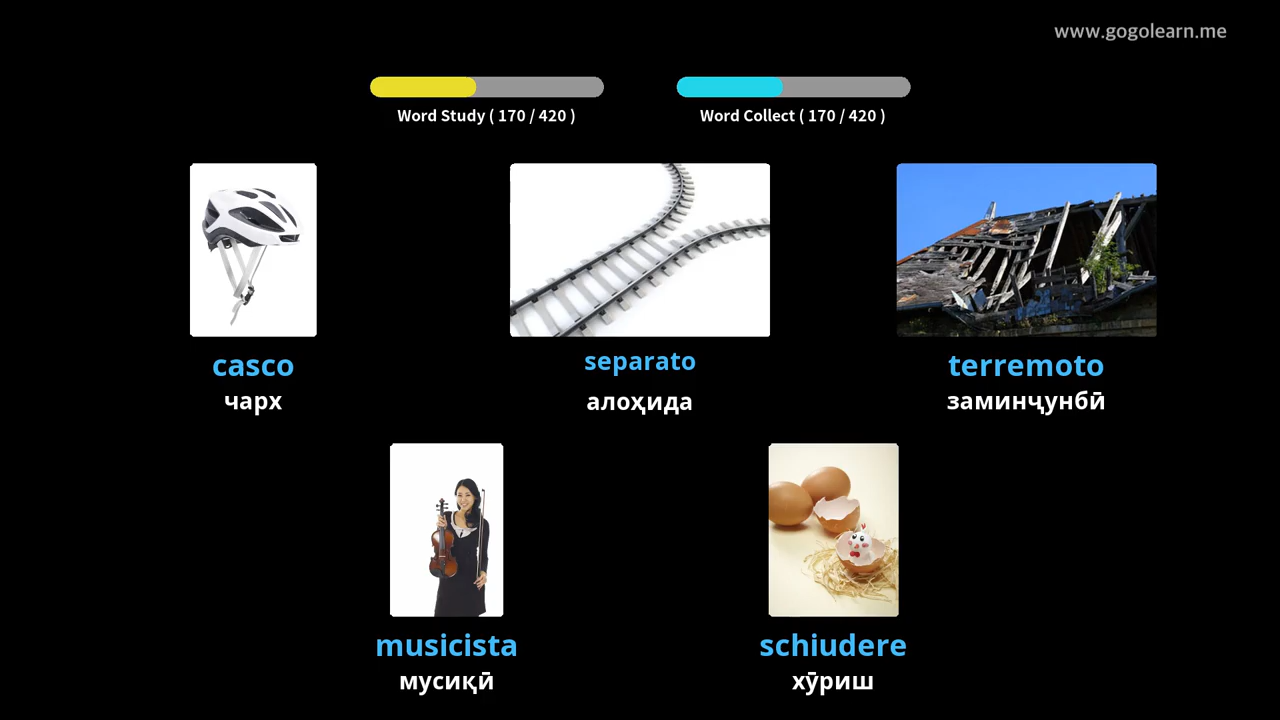 www.gogolearn.me
Word Study ( 170 / 420 )
Word Collect ( 170 / 420 )
casco
чарх
separato
алоҳида
terremoto
заминҷунбӣ
musicista
мусиқӣ
schiudere
хӯриш